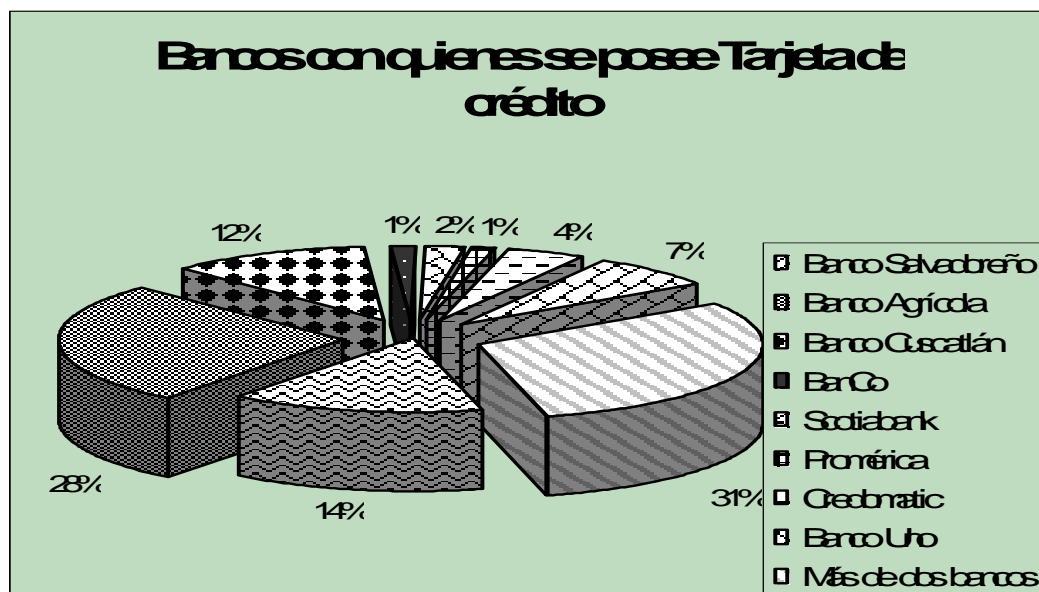 Bancos con quienes se posee Tarjeta de
crédito
12%
1%
2%
1%
4%
7%
28%
14%
31%
Banco Salvadoreño
Banco Agrícola
Banco Cuscatlán
BanCo
Scotiabank
Promérica
Credomatic
Banco Uno
Más de dos bancos